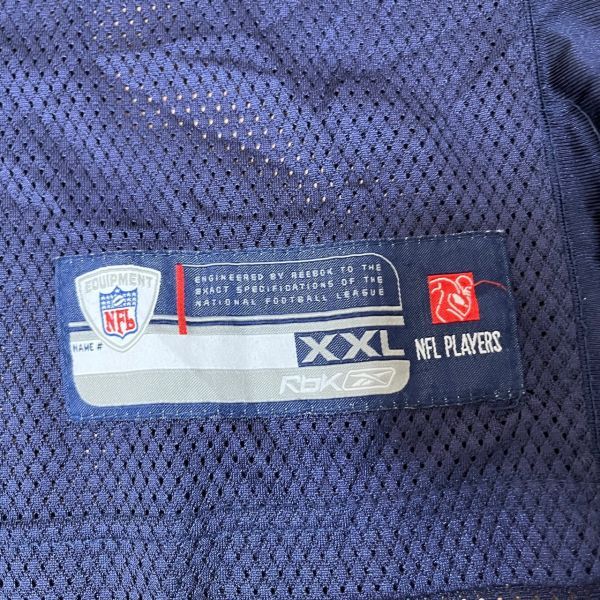 EQUIPMENT
NFL
NAME #
ENGINEERED BY REEBOK TO THE
EXACT SPECIFICATIONS OF THE
NATIONAL FOOTBALL LEAGUE
XXL
RbK
NFL PLAYERS